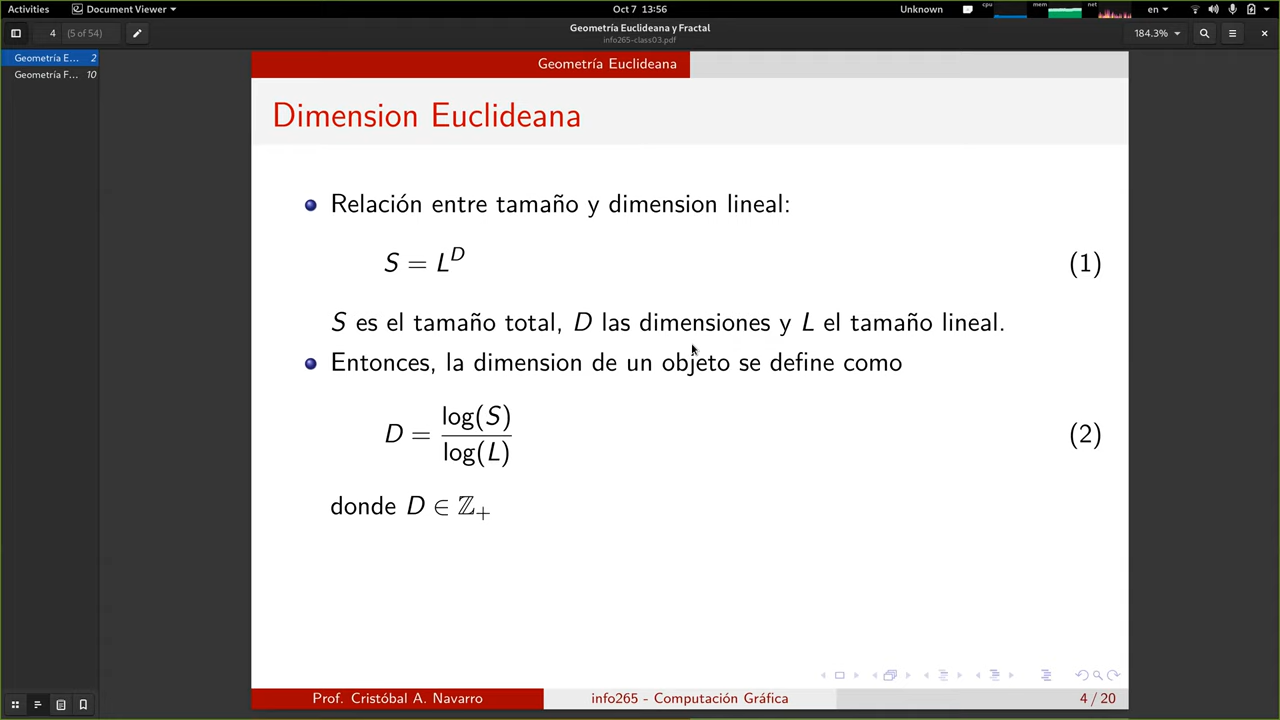 Activities
Document Viewer
Oct 7 13:56
Unknown
cpu
mem
net
en
4
(5 of 54)
Geometría Euclideana y Fractal
info265-class03.pdf
184.3%
Geometría E... 2
Geometría F... 10
Geometría Euclideana
Dimension Euclideana
Relación entre tamaño y dimension lineal:
S = L^D (1)
S es el tamaño total, D las dimensiones y L el tamaño lineal.
Entonces, la dimension de un objeto se define como
D = log(S) / log(L) (2)
donde D ∈ ℤ₊
Prof. Cristóbal A. Navarro
info265 - Computación Gráfica
4 / 20